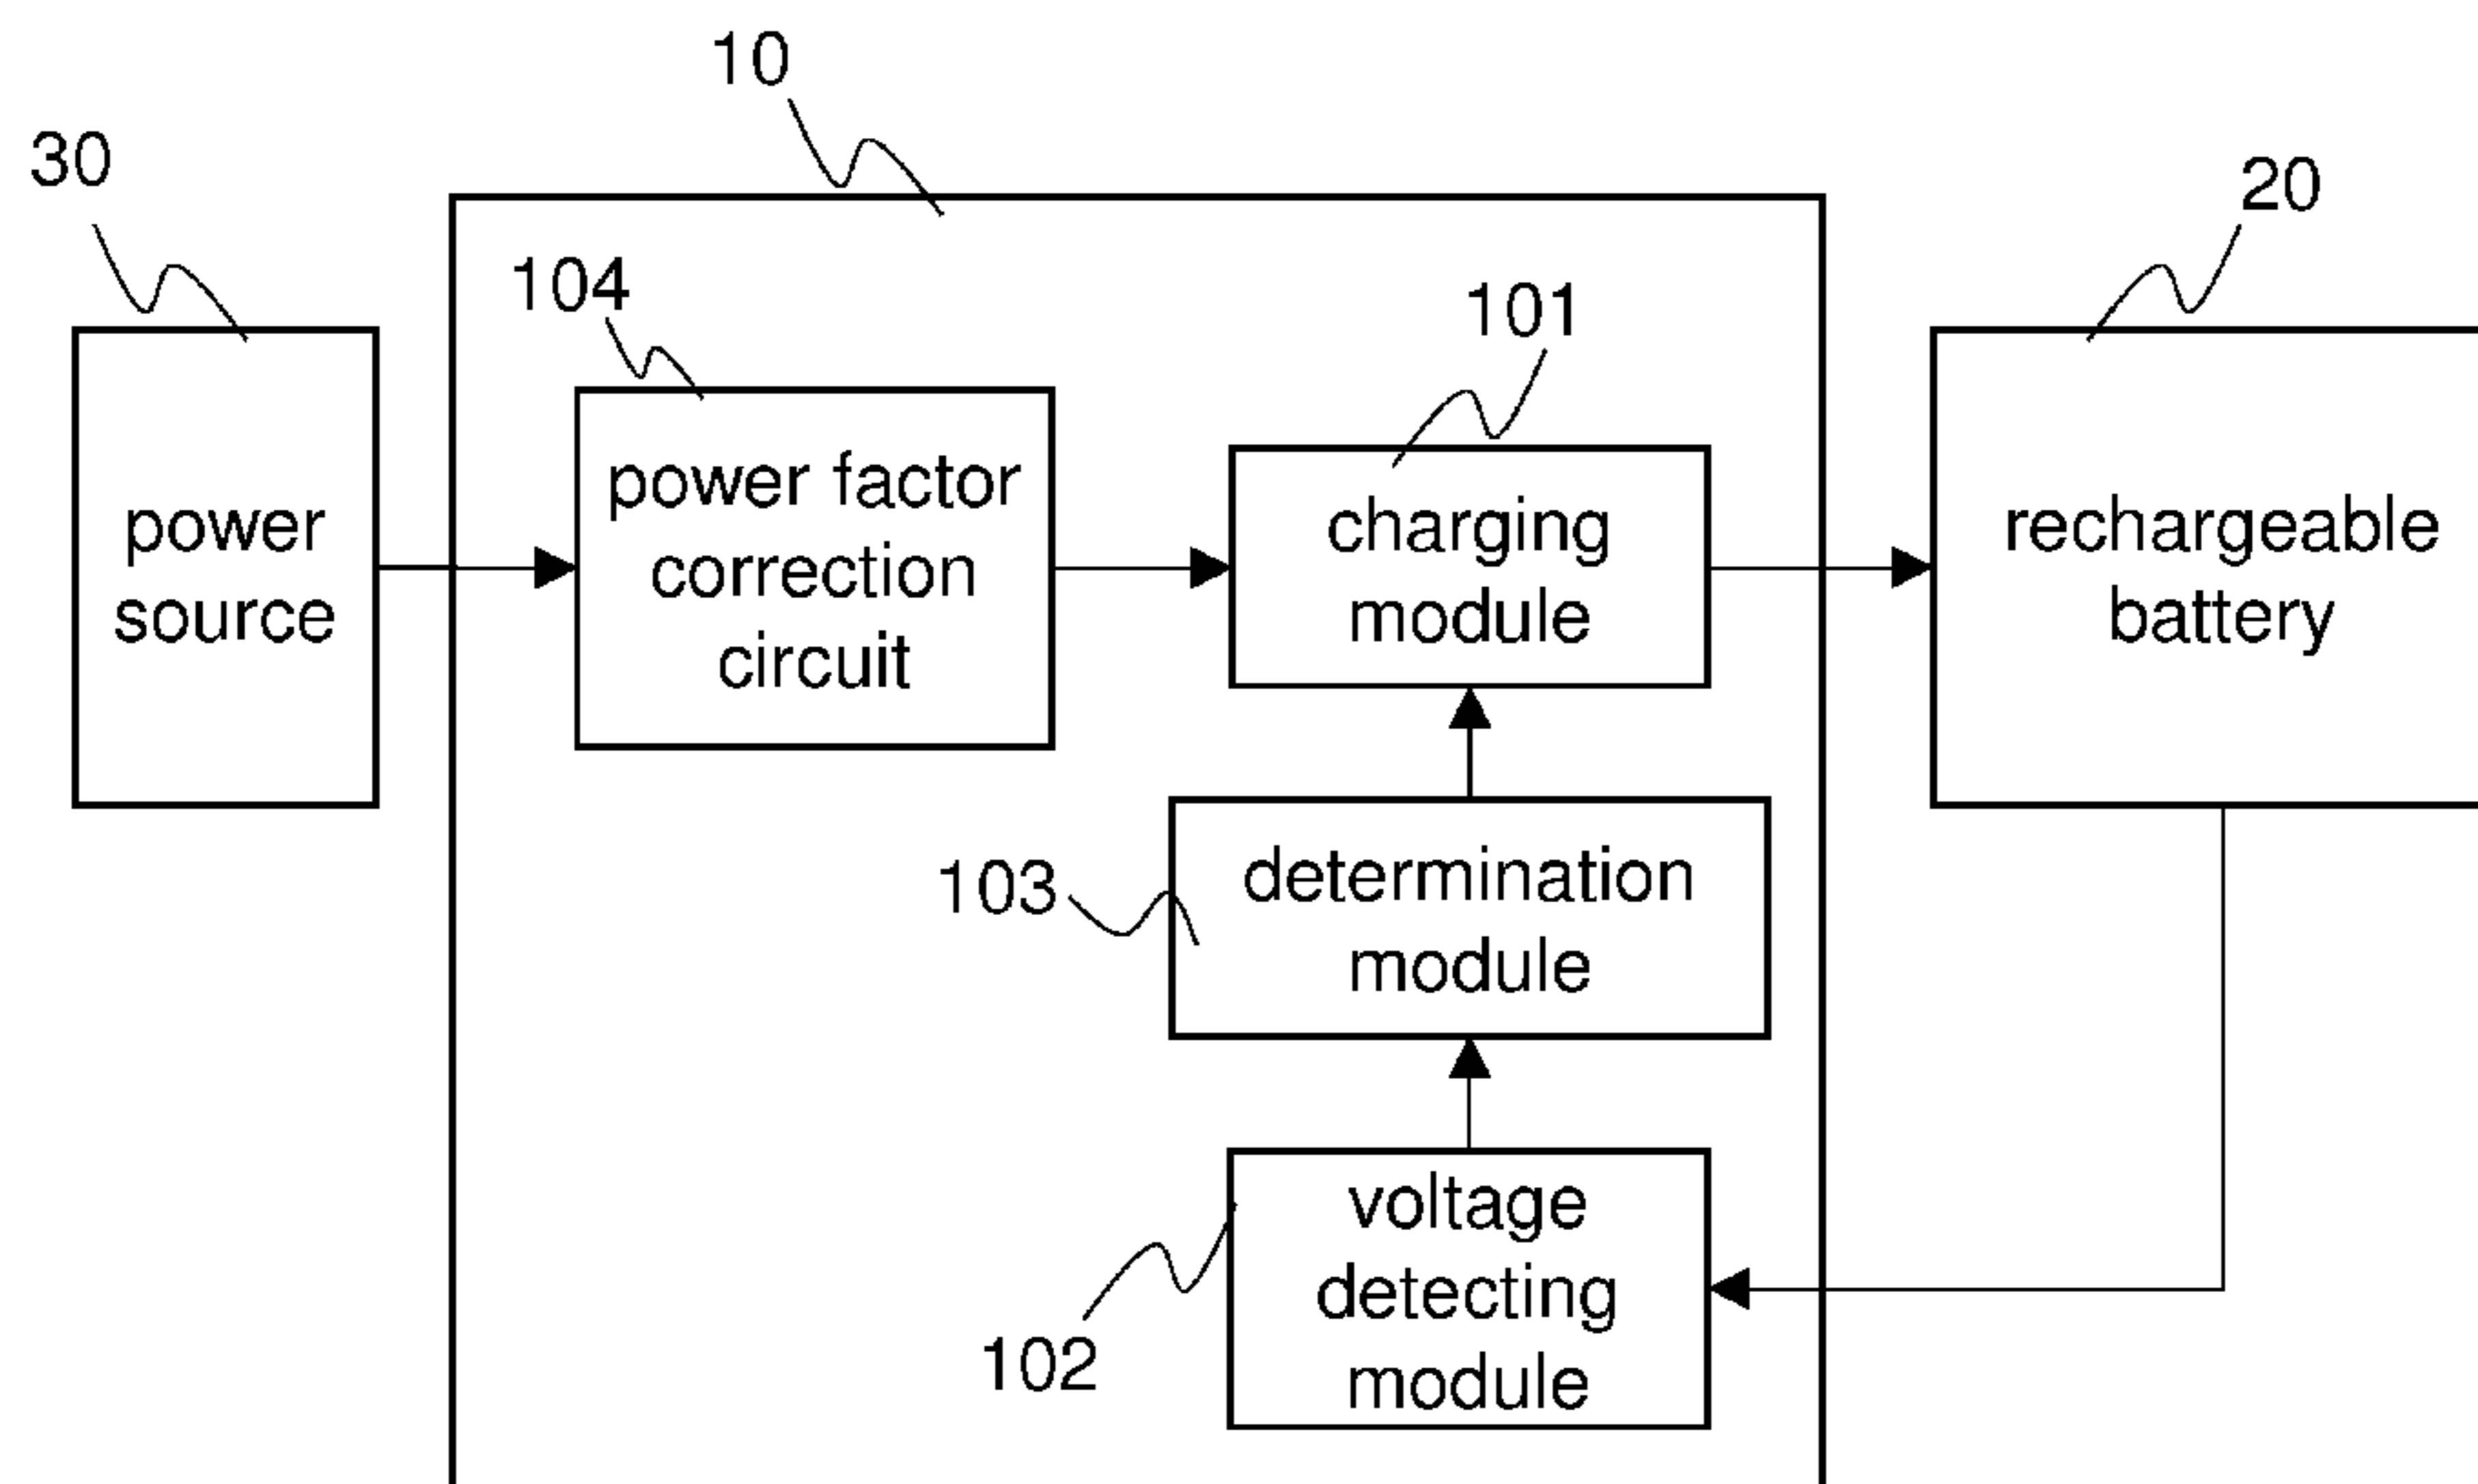 10
30
20
104
101
power
source
power factor
correction
circuit
charging
module
rechargeable
battery
103
determination
module
102
voltage
detecting
module